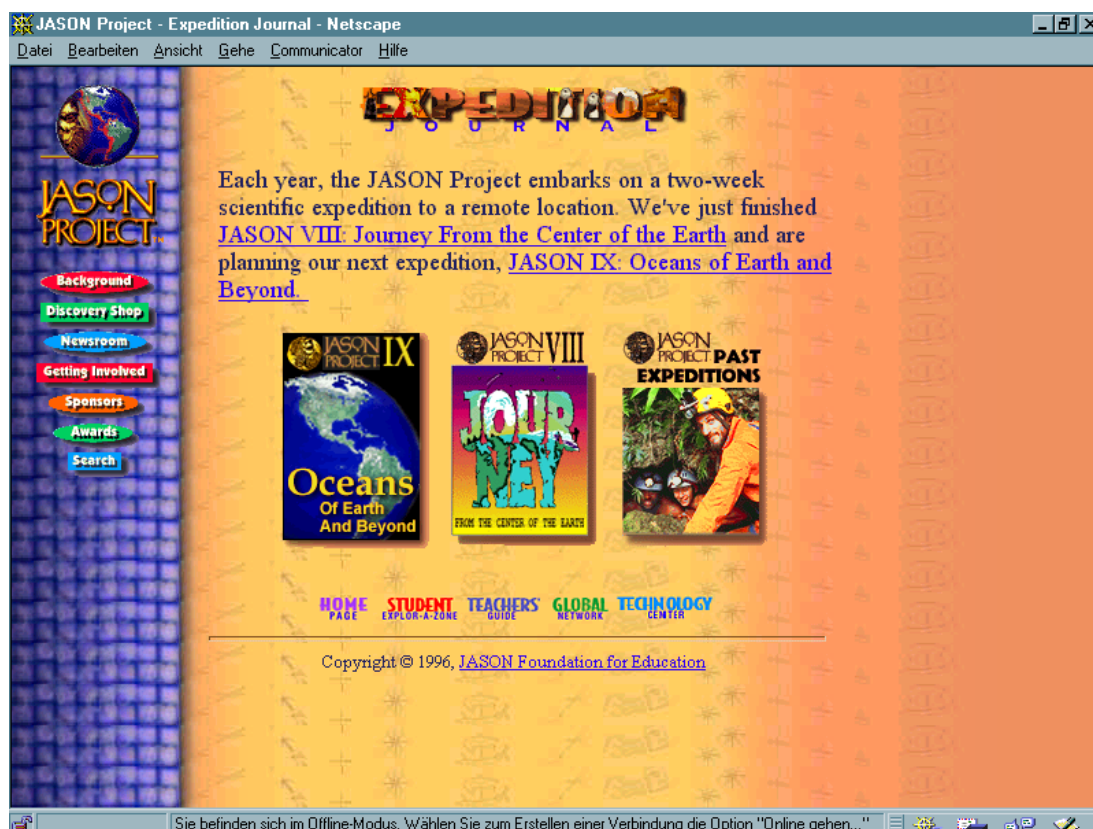 JASON Project - Expedition Journal - Netscape
Datei Bearbeiten Ansicht Gehe Communicator Hilfe
EXPEDITION
JOURNAL
JASON
PROJECT
Background
Discovery Shop
Newsroom
Getting Involved
Sponsors
Awards
Search
Each year, the JASON Project embarks on a two-week
scientific expedition to a remote location. We've just finished
JASON VIII: Journey From the Center of the Earth and are
planning our next expedition, JASON IX: Oceans of Earth and
Beyond.
JASON
PROJECT IX
Oceans
Of Earth
And Beyond
JASON
PROJECT VIII
JOUR
NEY
FROM THE CENTER OF THE EARTH
JASON
PROJECT PAST
EXPEDITIONS
HOME
PAGE
STUDENT
EXPLOR-A-ZONE
TEACHERS'
GUIDE
GLOBAL
NETWORK
TECHNOLOGY
CENTER
Copyright © 1996, JASON Foundation for Education
Sie befinden sich im Offline-Modus. Wählen Sie zum Erstellen einer Verbindung die Option "Online gehen..."